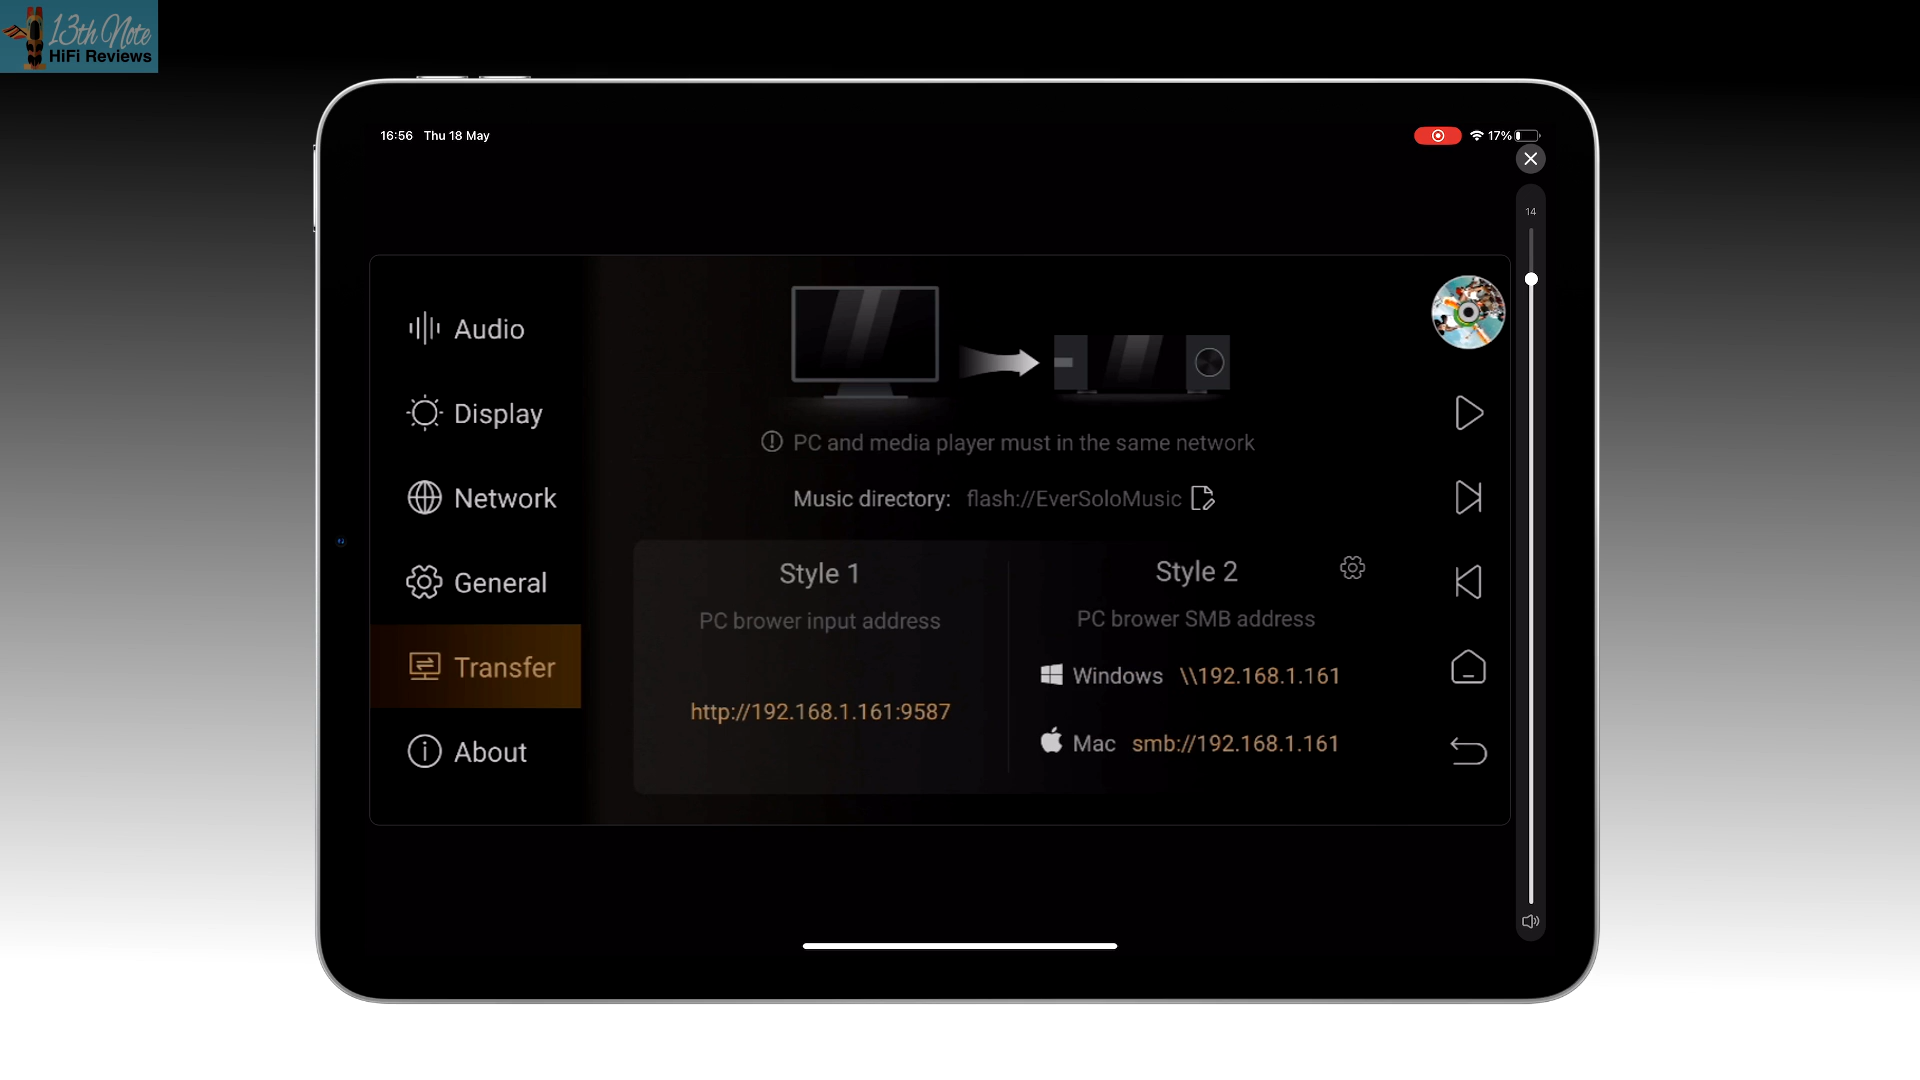 13th Note
HiFi Reviews
16:56 Thu 18 May
17%
14
Audio
Display
Network
General
Transfer
About
PC and media player must in the same network
Music directory: flash://EverSoloMusic
Style 1
PC brower input address
http://192.168.1.161:9587
Style 2
PC brower SMB address
Windows \\192.168.1.161
Mac smb://192.168.1.161